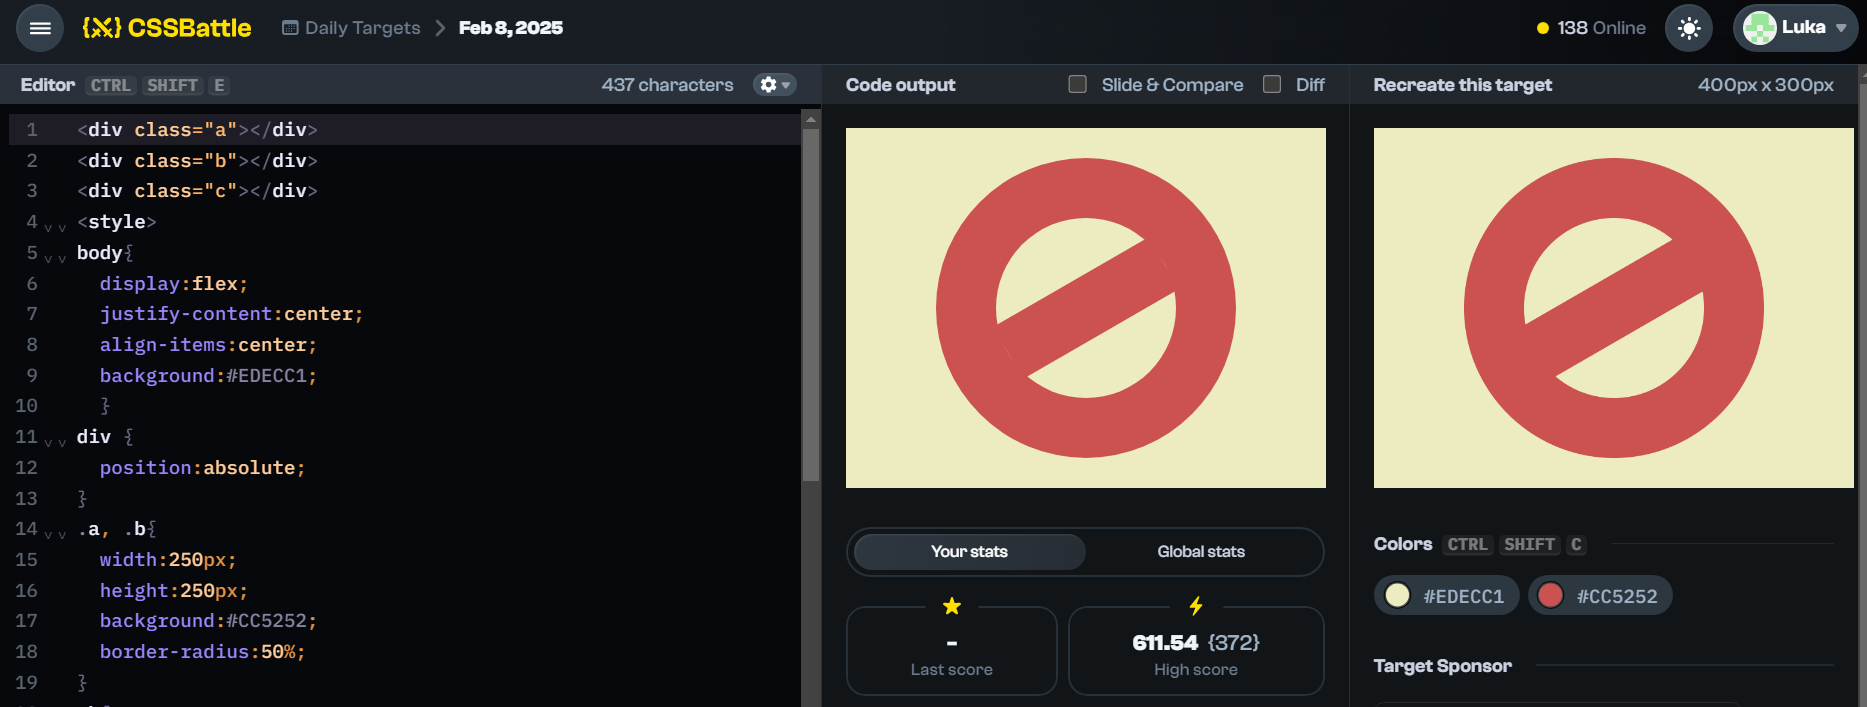 {X} CSSBattle
Daily Targets
Feb 8, 2025
138 Online
Luka
Editor CTRL SHIFT E
437 characters
Code output
Slide & Compare
Diff
Recreate this target
400px x 300px
1 <div class="a"></div>
2 <div class="b"></div>
3 <div class="c"></div>
4 <style>
5 body{
6 display:flex;
7 justify-content:center;
8 align-items:center;
9 background:#EDECC1;
10 }
11 div {
12 position:absolute;
13 }
14 .a, .b{
15 width:250px;
16 height:250px;
17 background:#CC5252;
18 border-radius:50%;
19 }
Your stats
Global stats
-
Last score
611.54 {372}
High score
Colors CTRL SHIFT C
#EDECC1
#CC5252
Target Sponsor